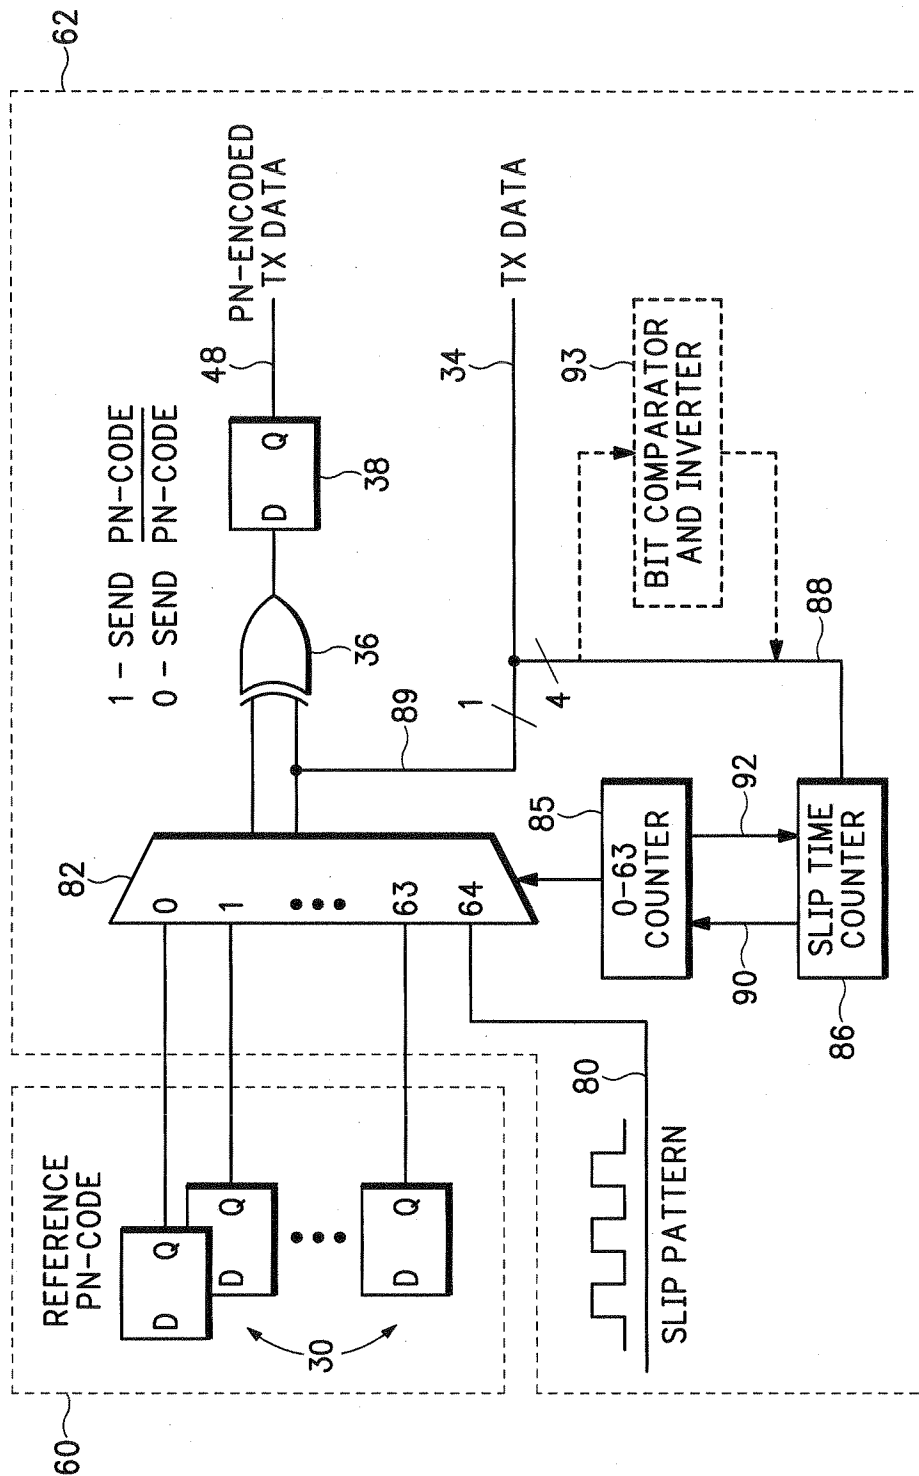 62
60
REFERENCE
PN-CODE
D Q
D Q
D Q
30
82
0
1
63
64
80
SLIP PATTERN
1 – SEND PN-CODE
0 – SEND PN-CODE
36
D Q
38
48
PN-ENCODED
TX DATA
89
1
4
34
TX DATA
85
0-63
COUNTER
90
92
SLIP TIME
COUNTER
86
88
93
BIT COMPARATOR
AND INVERTER